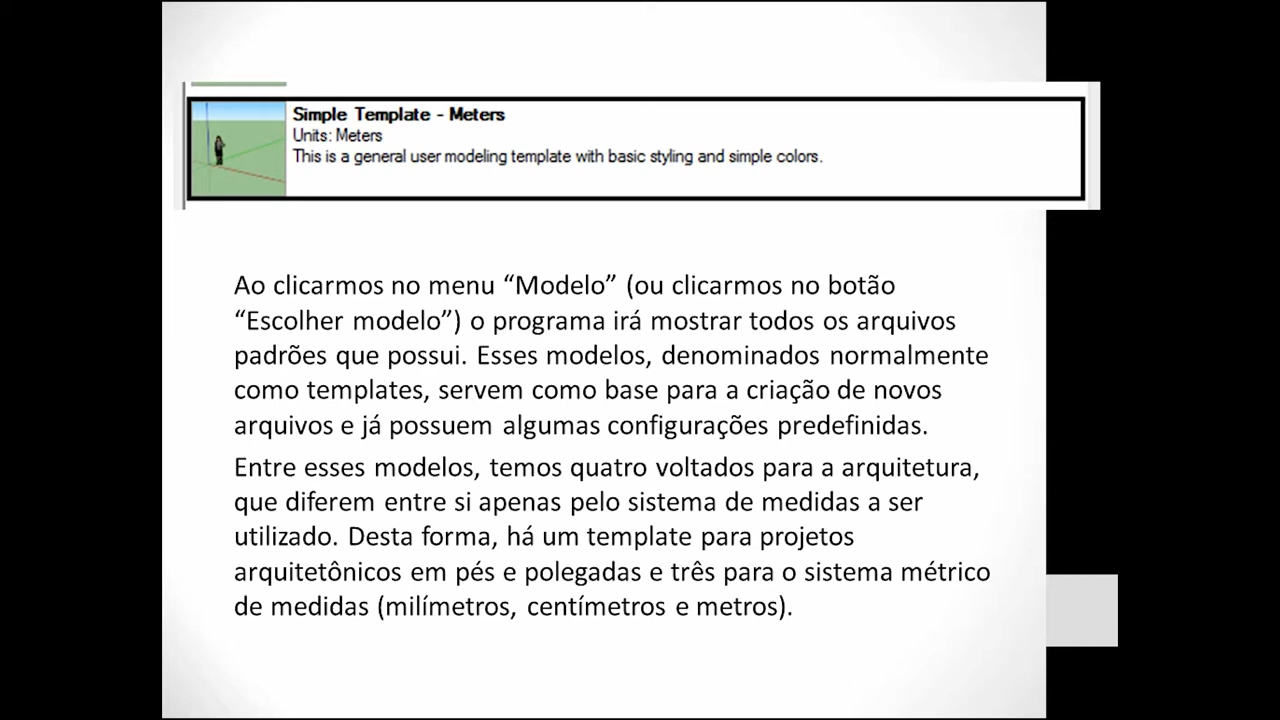 Simple Template - Meters
Units: Meters
This is a general user modeling template with basic styling and simple colors.
Ao clicarmos no menu “Modelo” (ou clicarmos no botão
“Escolher modelo”) o programa irá mostrar todos os arquivos
padrões que possui. Esses modelos, denominados normalmente
como templates, servem como base para a criação de novos
arquivos e já possuem algumas configurações predefinidas.
Entre esses modelos, temos quatro voltados para a arquitetura,
que diferem entre si apenas pelo sistema de medidas a ser
utilizado. Desta forma, há um template para projetos
arquitetônicos em pés e polegadas e três para o sistema métrico
de medidas (milímetros, centímetros e metros).